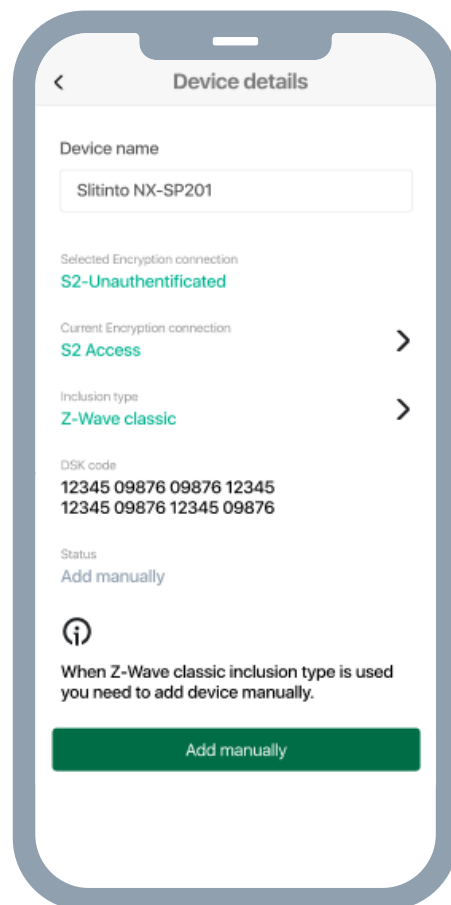 Device details
Device name
Slitinto NX-SP201
Selected Encryption connection
S2-Unauthentificated
Current Encryption connection
S2 Access
Inclusion type
Z-Wave classic
DSK code
12345 09876 09876 12345
12345 09876 12345 09876
Status
Add manually
When Z-Wave classic inclusion type is used
you need to add device manually.
Add manually